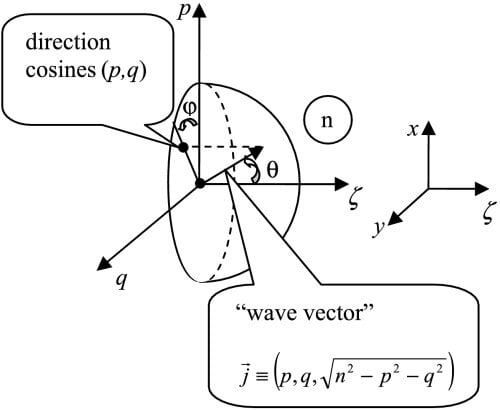 p
direction
cosines (p,q)
φ
n
θ
ζ
q
x
y
ζ
“wave vector”
j⃗ ≡ (p, q, √(n² − p² − q²))